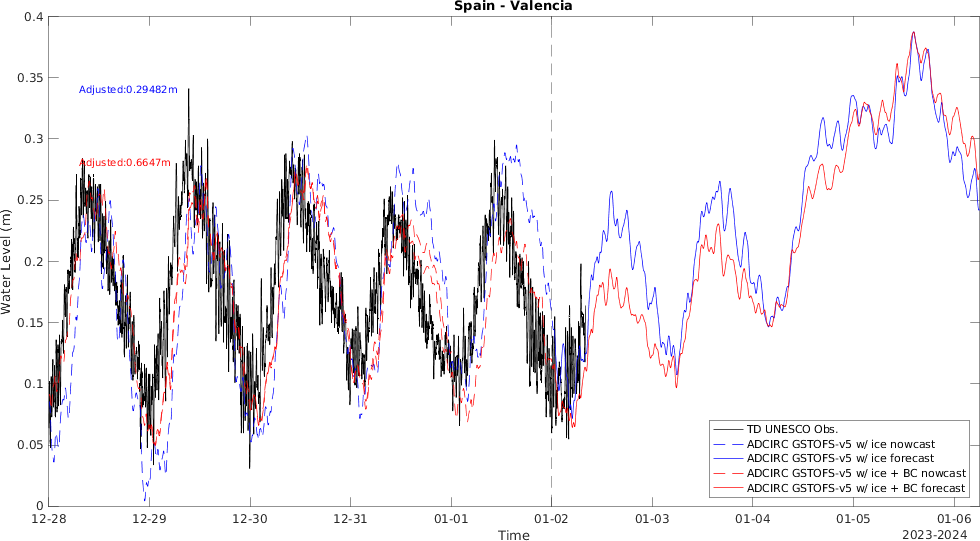 Spain - Valencia
0.4
0.35
0.3
0.25
0.2
0.15
0.1
0.05
0
Water Level (m)
Adjusted:0.29482m
Adjusted:0.6647m
TD UNESCO Obs.
ADCIRC GSTOFS-v5 w/ ice nowcast
ADCIRC GSTOFS-v5 w/ ice forecast
ADCIRC GSTOFS-v5 w/ ice + BC nowcast
ADCIRC GSTOFS-v5 w/ ice + BC forecast
12-28 12-29 12-30 12-31 01-01 01-02 01-03 01-04 01-05 01-06
Time
2023-2024